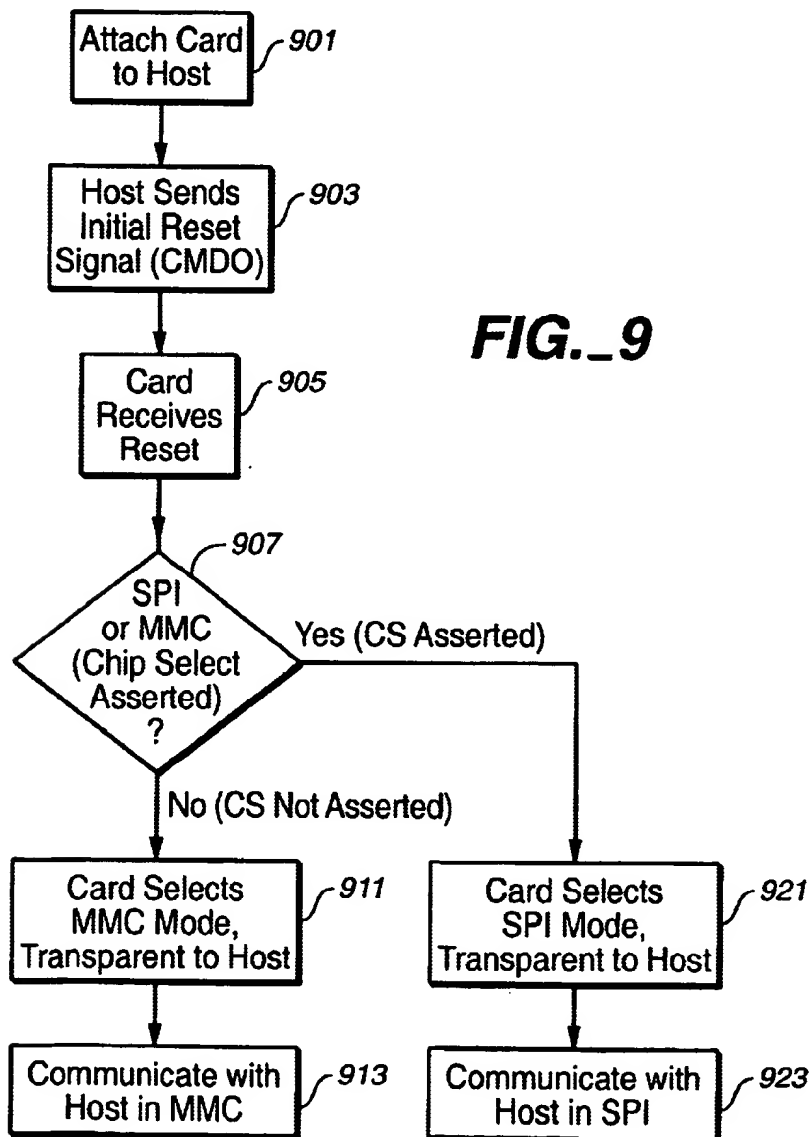 Attach Card
to Host
901
Host Sends
Initial Reset
Signal (CMDO)
903
FIG._9
Card
Receives
Reset
905
SPI
or MMC
(Chip Select
Asserted)
?
907
Yes (CS Asserted)
No (CS Not Asserted)
Card Selects
MMC Mode,
Transparent to Host
911
Card Selects
SPI Mode,
Transparent to Host
921
Communicate with
Host in MMC
913
Communicate with
Host in SPI
923